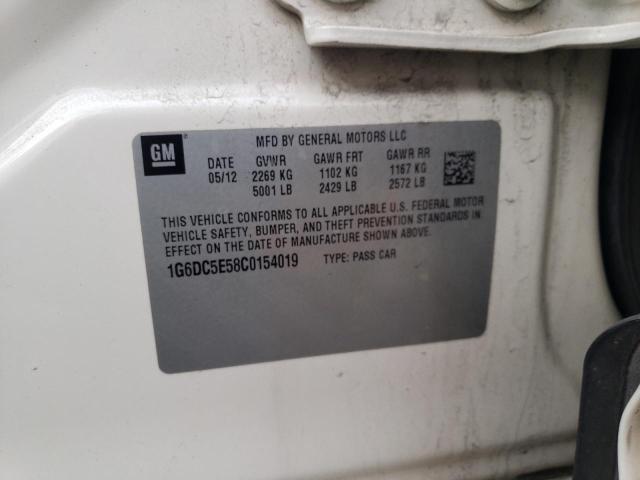 GM
MFD BY GENERAL MOTORS LLC
DATE GVWR GAWR FRT GAWR RR
05/12 2269 KG 1102 KG 1167 KG
5001 LB 2429 LB 2572 LB
THIS VEHICLE CONFORMS TO ALL APPLICABLE U.S. FEDERAL MOTOR
VEHICLE SAFETY, BUMPER, AND THEFT PREVENTION STANDARDS IN
EFFECT ON THE DATE OF MANUFACTURE SHOWN ABOVE.
1G6DC5E58C0154019 TYPE: PASS CAR